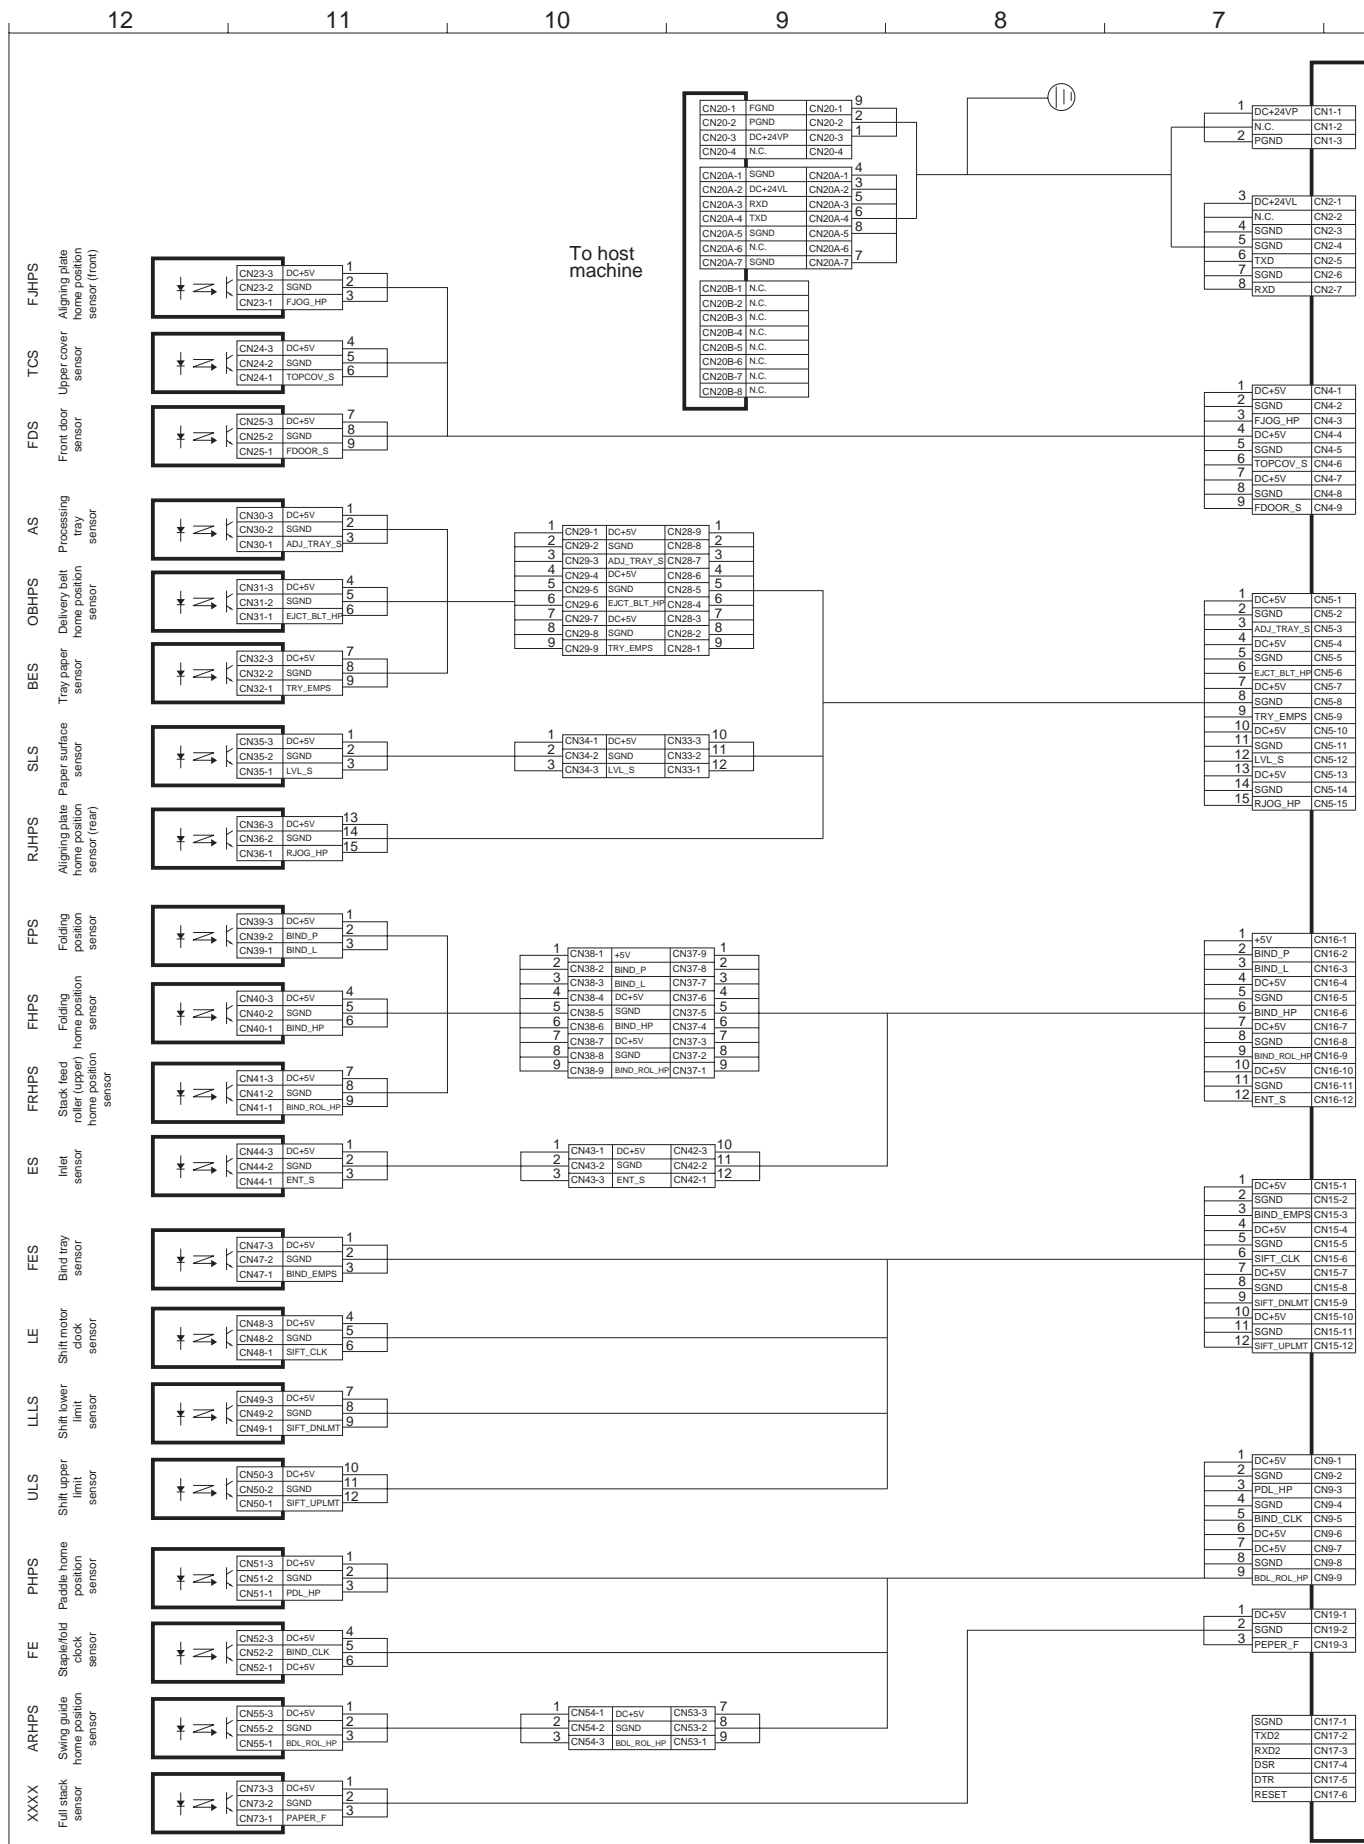 12 11 10 9 8 7
CN20-1 FGND CN20-1 9
CN20-2 PGND CN20-2 2
CN20-3 DC+24VP CN20-3 1
CN20-4 N.C. CN20-4
CN20A-1 SGND CN20A-1 4
CN20A-2 DC+24VL CN20A-2 3
CN20A-3 RXD CN20A-3 5
CN20A-4 TXD CN20A-4 6
CN20A-5 SGND CN20A-5 8
CN20A-6 N.C. CN20A-6
CN20A-7 SGND CN20A-7 7
CN20B-1 N.C.
CN20B-2 N.C.
CN20B-3 N.C.
CN20B-4 N.C.
CN20B-5 N.C.
CN20B-6 N.C.
CN20B-7 N.C.
CN20B-8 N.C.
To host
machine
1 DC+24VP CN1-1
N.C. CN1-2
2 PGND CN1-3
3 DC+24VL CN2-1
N.C. CN2-2
4 SGND CN2-3
5 SGND CN2-4
6 TXD CN2-5
7 SGND CN2-6
8 RXD CN2-7
FJHPS
Aligning plate
home position
sensor (front)
CN23-3 DC+5V 1
CN23-2 SGND 2
CN23-1 FJOG_HP 3
TCS
Upper cover
sensor
CN24-3 DC+5V 4
CN24-2 SGND 5
CN24-1 TOPCOV_S 6
FDS
Front door
sensor
CN25-3 DC+5V 7
CN25-2 SGND 8
CN25-1 FDOOR_S 9
1 DC+5V CN4-1
2 SGND CN4-2
3 FJOG_HP CN4-3
4 DC+5V CN4-4
5 SGND CN4-5
6 TOPCOV_S CN4-6
7 DC+5V CN4-7
8 SGND CN4-8
9 FDOOR_S CN4-9
AS
Processing
tray
sensor
CN30-3 DC+5V 1
CN30-2 SGND 2
CN30-1 ADJ_TRAY_S 3
OBHPS
Delivery belt
home position
sensor
CN31-3 DC+5V 4
CN31-2 SGND 5
CN31-1 EJCT_BLT_HP 6
BES
Tray paper
sensor
CN32-3 DC+5V 7
CN32-2 SGND 8
CN32-1 TRY_EMPS 9
1 CN29-1 DC+5V CN28-9 1
2 CN29-2 SGND CN28-8 2
3 CN29-3 ADJ_TRAY_S CN28-7 3
4 CN29-4 DC+5V CN28-6 4
5 CN29-5 SGND CN28-5 5
6 CN29-6 EJCT_BLT_HP CN28-4 6
7 CN29-7 DC+5V CN28-3 7
8 CN29-8 SGND CN28-2 8
9 CN29-9 TRY_EMPS CN28-1 9
SLS
Paper surface
sensor
CN35-3 DC+5V 1
CN35-2 SGND 2
CN35-1 LVL_S 3
1 CN34-1 DC+5V CN33-3 10
2 CN34-2 SGND CN33-2 11
3 CN34-3 LVL_S CN33-1 12
RJHPS
Aligning plate
home position
sensor (rear)
CN36-3 DC+5V 13
CN36-2 SGND 14
CN36-1 RJOG_HP 15
1 DC+5V CN5-1
2 SGND CN5-2
3 ADJ_TRAY_S CN5-3
4 DC+5V CN5-4
5 SGND CN5-5
6 EJCT_BLT_HP CN5-6
7 DC+5V CN5-7
8 SGND CN5-8
9 TRY_EMPS CN5-9
10 DC+5V CN5-10
11 SGND CN5-11
12 LVL_S CN5-12
13 DC+5V CN5-13
14 SGND CN5-14
15 RJOG_HP CN5-15
FPS
Folding
position
sensor
CN39-3 DC+5V 1
CN39-2 BIND_P 2
CN39-1 BIND_L 3
FHPS
Folding
home position
sensor
CN40-3 DC+5V 4
CN40-2 SGND 5
CN40-1 BIND_HP 6
FRHPS
Stack feed
roller (upper)
home position
sensor
CN41-3 DC+5V 7
CN41-2 SGND 8
CN41-1 BIND_ROL_HP 9
1 CN38-1 +5V CN37-9 1
2 CN38-2 BIND_P CN37-8 2
3 CN38-3 BIND_L CN37-7 3
4 CN38-4 DC+5V CN37-6 4
5 CN38-5 SGND CN37-5 5
6 CN38-6 BIND_HP CN37-4 6
7 CN38-7 DC+5V CN37-3 7
8 CN38-8 SGND CN37-2 8
9 CN38-9 BIND_ROL_HP CN37-1 9
ES
Inlet
sensor
CN44-3 DC+5V 1
CN44-2 SGND 2
CN44-1 ENT_S 3
1 CN43-1 DC+5V CN42-3 10
2 CN43-2 SGND CN42-2 11
3 CN43-3 ENT_S CN42-1 12
1 +5V CN16-1
2 BIND_P CN16-2
3 BIND_L CN16-3
4 DC+5V CN16-4
5 SGND CN16-5
6 BIND_HP CN16-6
7 DC+5V CN16-7
8 SGND CN16-8
9 BIND_ROL_HP CN16-9
10 DC+5V CN16-10
11 SGND CN16-11
12 ENT_S CN16-12
FES
Bind tray
sensor
CN47-3 DC+5V 1
CN47-2 SGND 2
CN47-1 BIND_EMPS 3
LE
Shift motor
clock
sensor
CN48-3 DC+5V 4
CN48-2 SGND 5
CN48-1 SIFT_CLK 6
LLLS
Shift lower
limit
sensor
CN49-3 DC+5V 7
CN49-2 SGND 8
CN49-1 SIFT_DNLMT 9
ULS
Shift upper
limit
sensor
CN50-3 DC+5V 10
CN50-2 SGND 11
CN50-1 SIFT_UPLMT 12
1 DC+5V CN15-1
2 SGND CN15-2
3 BIND_EMPS CN15-3
4 DC+5V CN15-4
5 SGND CN15-5
6 SIFT_CLK CN15-6
7 DC+5V CN15-7
8 SGND CN15-8
9 SIFT_DNLMT CN15-9
10 DC+5V CN15-10
11 SGND CN15-11
12 SIFT_UPLMT CN15-12
PHPS
Paddle home
position
sensor
CN51-3 DC+5V 1
CN51-2 SGND 2
CN51-1 PDL_HP 3
FE
Staple/fold
clock
sensor
CN52-3 DC+5V 4
CN52-2 BIND_CLK 5
CN52-1 DC+5V 6
ARHPS
Swing guide
home position
sensor
CN55-3 DC+5V 1
CN55-2 SGND 2
CN55-1 BDL_ROL_HP 3
1 CN54-1 DC+5V CN53-3 7
2 CN54-2 SGND CN53-2 8
3 CN54-3 BDL_ROL_HP CN53-1 9
1 DC+5V CN9-1
2 SGND CN9-2
3 PDL_HP CN9-3
4 SGND CN9-4
5 BIND_CLK CN9-5
6 DC+5V CN9-6
7 DC+5V CN9-7
8 SGND CN9-8
9 BDL_ROL_HP CN9-9
XXXX
Full stack
sensor
CN73-3 DC+5V 1
CN73-2 SGND 2
CN73-1 PAPER_F 3
1 DC+5V CN19-1
2 SGND CN19-2
3 PEPER_F CN19-3
SGND CN17-1
TXD2 CN17-2
RXD2 CN17-3
DSR CN17-4
DTR CN17-5
RESET CN17-6